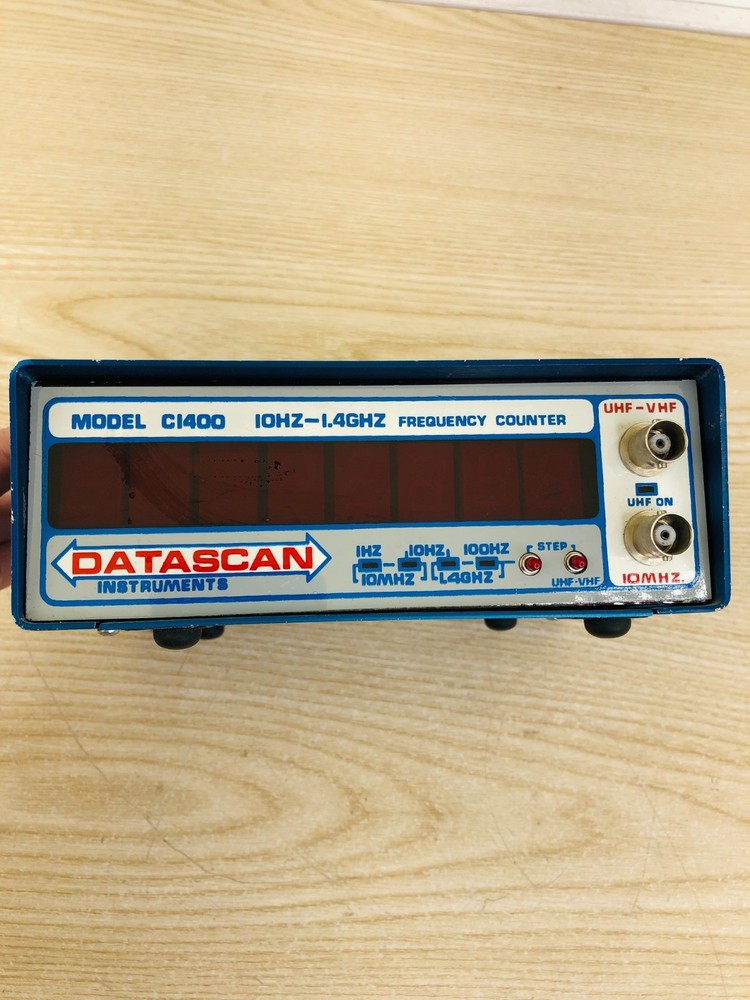 MODEL C1400 10HZ-1.4GHZ FREQUENCY COUNTER
UHF-VHF
UHF ON
DATASCAN
INSTRUMENTS
1HZ 10HZ 100HZ
10MHZ 1.4GHZ
STEP
UHF-VHF
10MHZ.